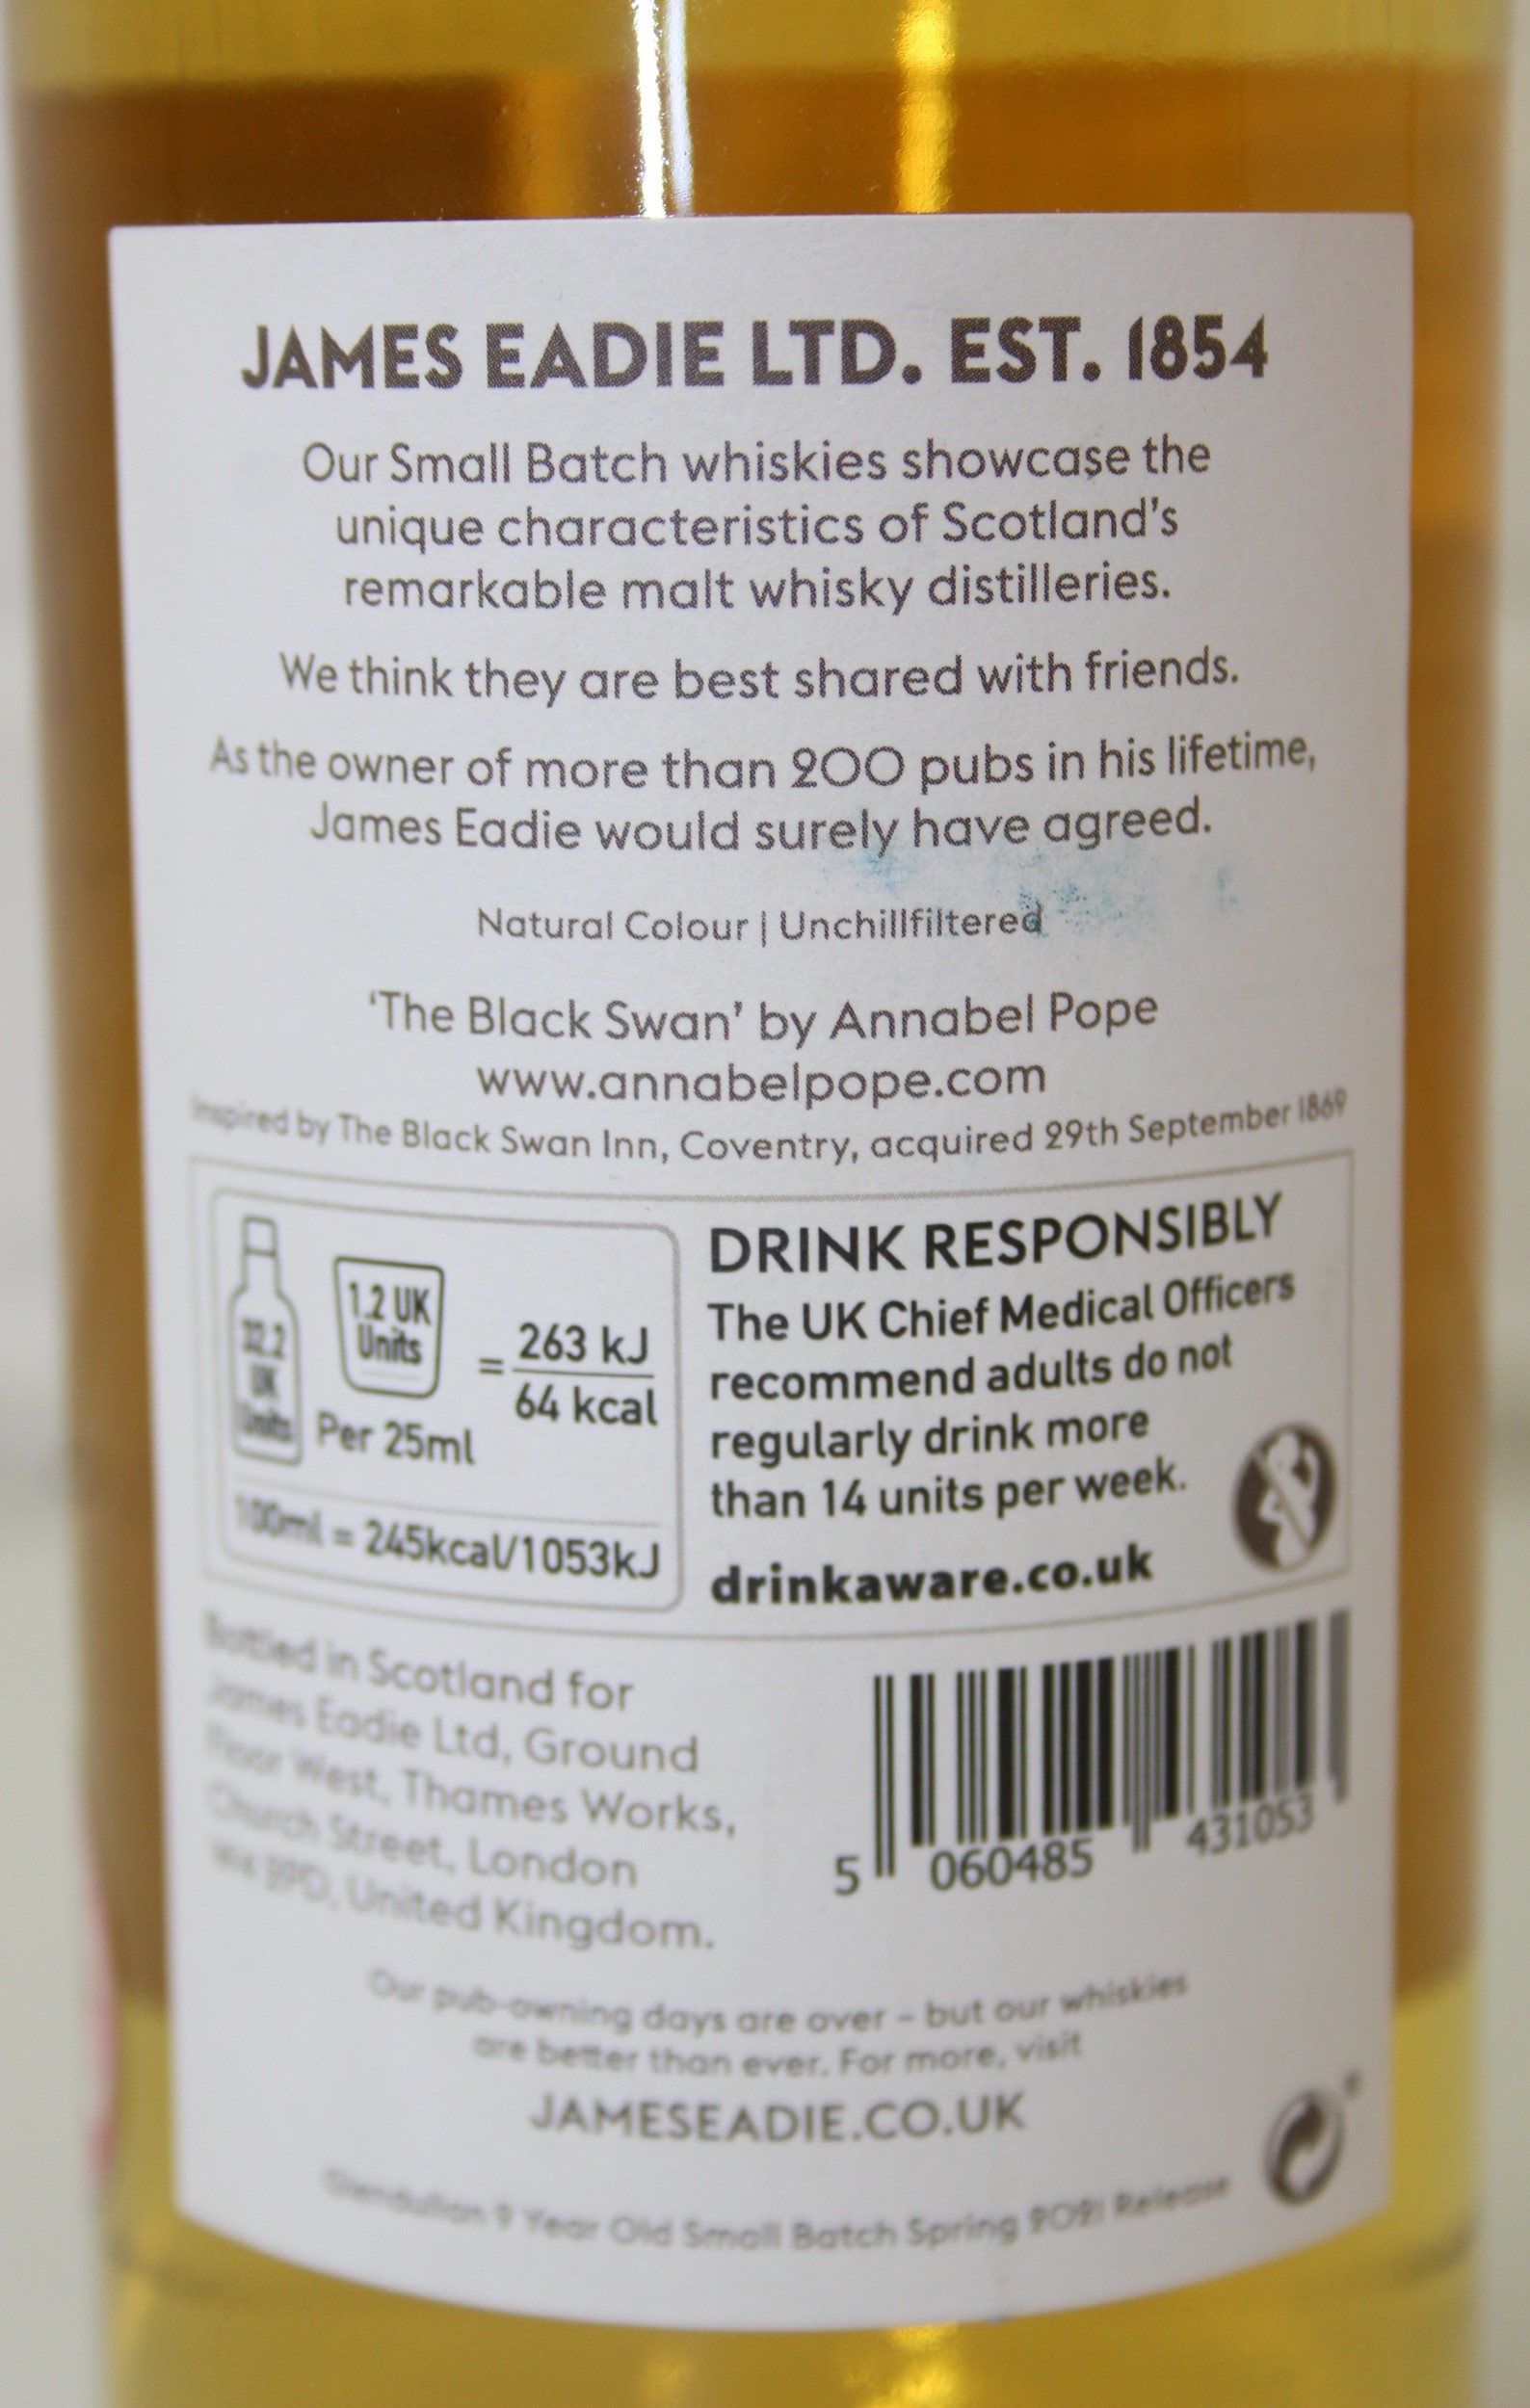 JAMES EADIE LTD. EST. 1854
Our Small Batch whiskies showcase the
unique characteristics of Scotland's
remarkable malt whisky distilleries.
We think they are best shared with friends.
As the owner of more than 200 pubs in his lifetime,
James Eadie would surely have agreed.
Natural Colour | Unchillfiltered
'The Black Swan' by Annabel Pope
www.annabelpope.com
Inspired by The Black Swan Inn, Coventry, acquired 29th September 1869
32.2
UK
Units
1.2 UK
Units
Per 25ml
= 263 kJ
64 kcal
100ml = 245kcal/1053kJ
DRINK RESPONSIBLY
The UK Chief Medical Officers
recommend adults do not
regularly drink more
than 14 units per week.
drinkaware.co.uk
Bottled in Scotland for
James Eadie Ltd, Ground
Floor West, Thames Works,
Church Street, London
W4 2PD, United Kingdom.
5 060485 431053
Our pub-owning days are over – but our whiskies
are better than ever. For more, visit
JAMESEADIE.CO.UK
Glendullan 9 Year Old Small Batch Spring 2021 Release